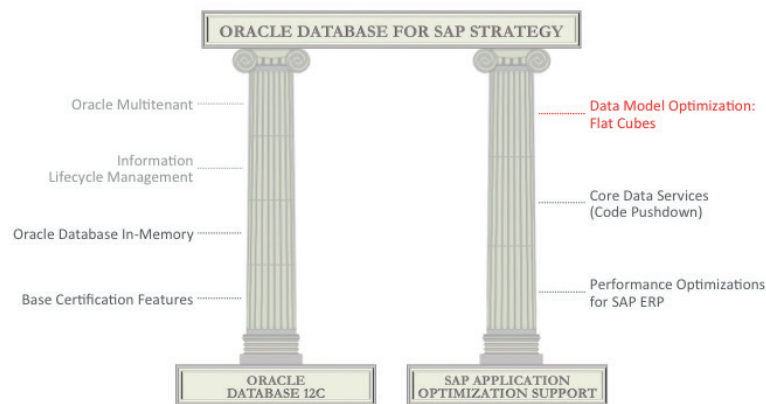 ORACLE DATABASE FOR SAP STRATEGY
Oracle Multitenant
Information
Lifecycle Management
Oracle Database In-Memory
Base Certification Features
Data Model Optimization:
Flat Cubes
Core Data Services
(Code Pushdown)
Performance Optimizations
for SAP ERP
ORACLE
DATABASE 12C
SAP APPLICATION
OPTIMIZATION SUPPORT